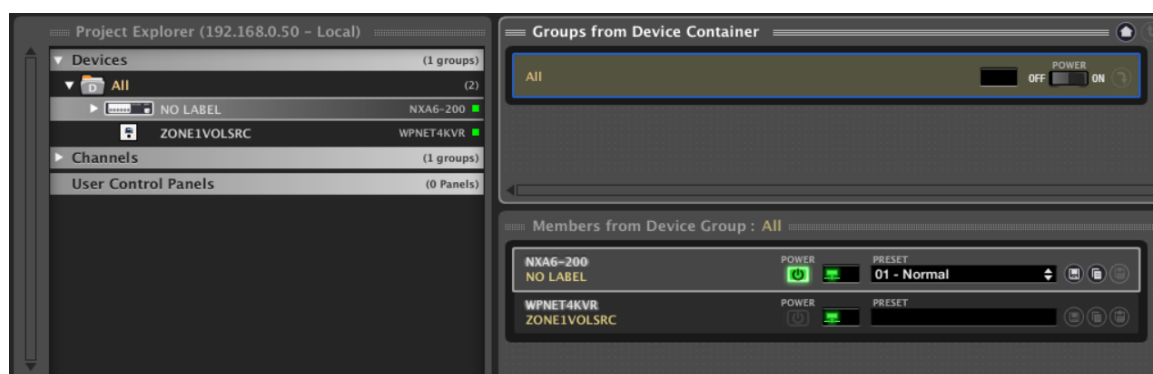 Project Explorer (192.168.0.50 – Local)
Devices (1 groups)
D All (2)
NO LABEL NXA6-200
ZONE1VOLSRC WPNET4KVR
Channels (1 groups)
User Control Panels (0 Panels)
Groups from Device Container
All
POWER
OFF ON
Members from Device Group : All
NXA6-200 POWER PRESET
NO LABEL 01 - Normal
WPNET4KVR POWER PRESET
ZONE1VOLSRC